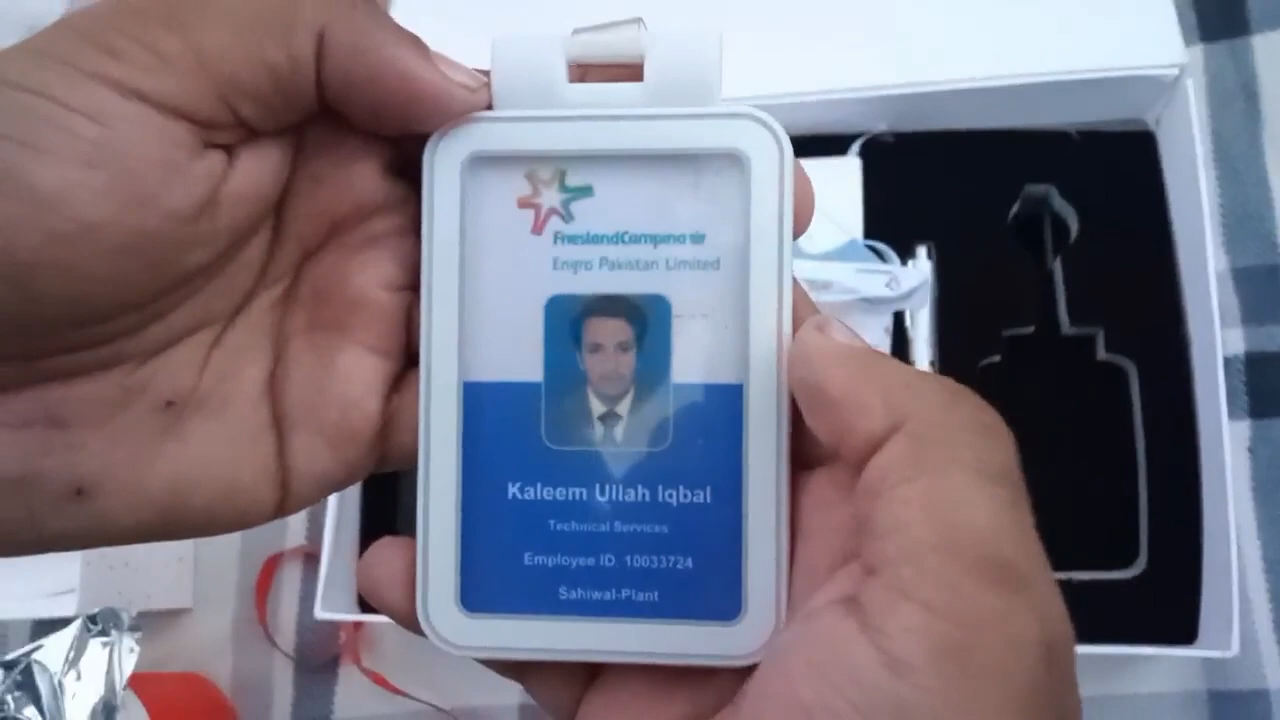 FrieslandCampina
Engro Pakistan Limited
Kaleem Ullah Iqbal
Technical Services
Employee ID. 10033724
Sahiwal-Plant